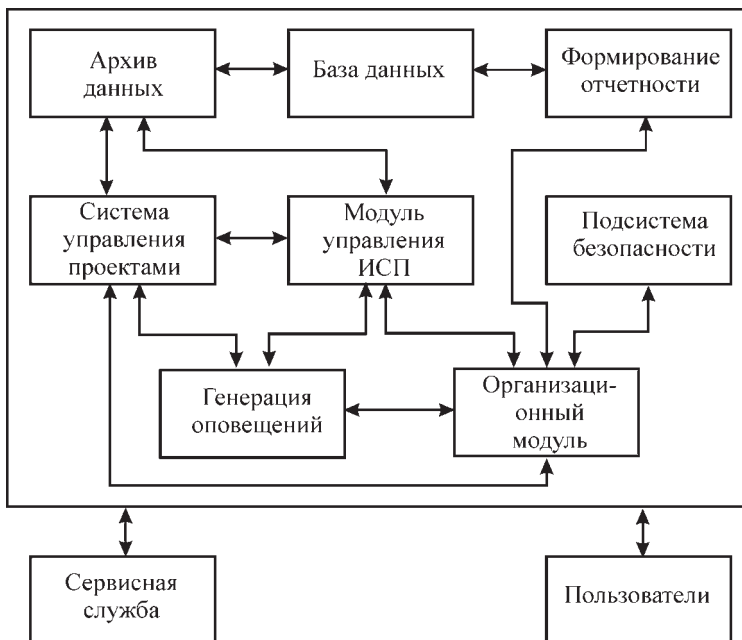 Архив
данных
База данных
Формирование
отчетности
Система
управления
проектами
Модуль
управления
ИСП
Подсистема
безопасности
Генерация
оповещений
Организаци-
онный
модуль
Сервисная
служба
Пользователи